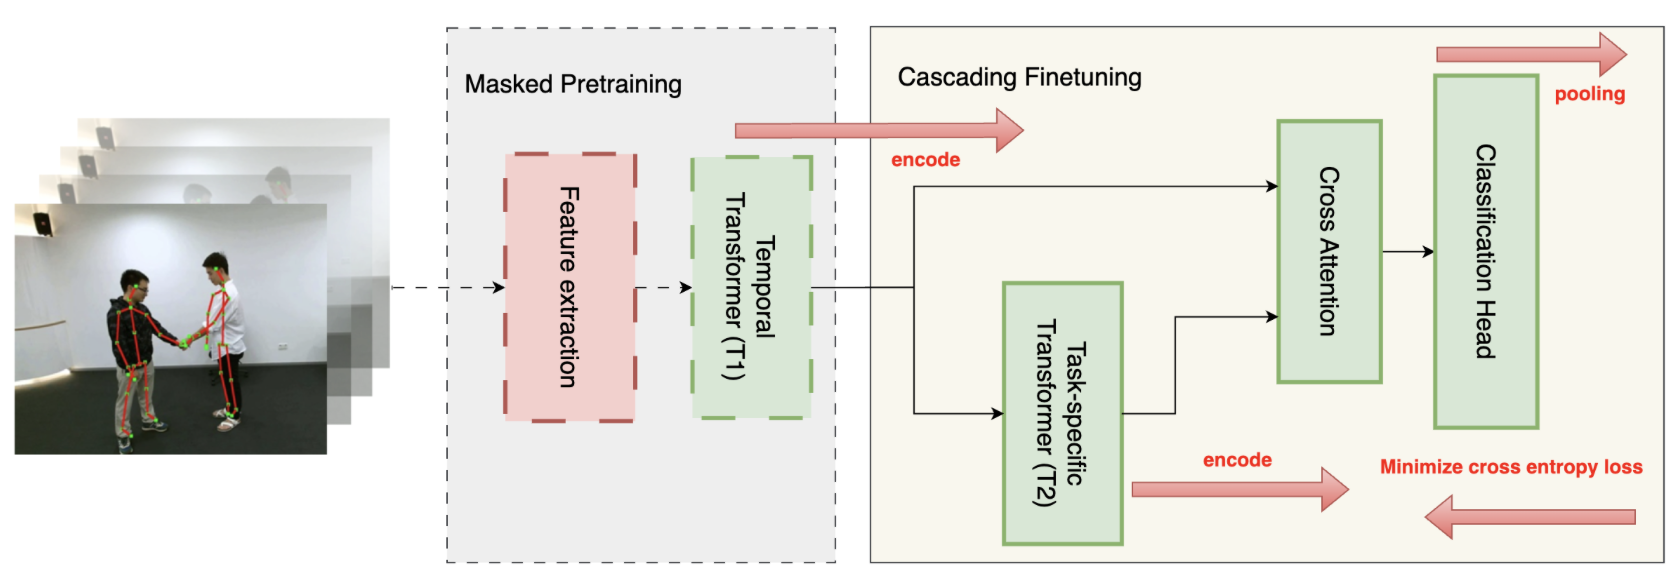 Masked Pretraining
Feature extraction
Temporal
Transformer (T1)
encode
Cascading Finetuning
Task-specific
Transformer (T2)
encode
Cross Attention
Classification Head
pooling
Minimize cross entropy loss